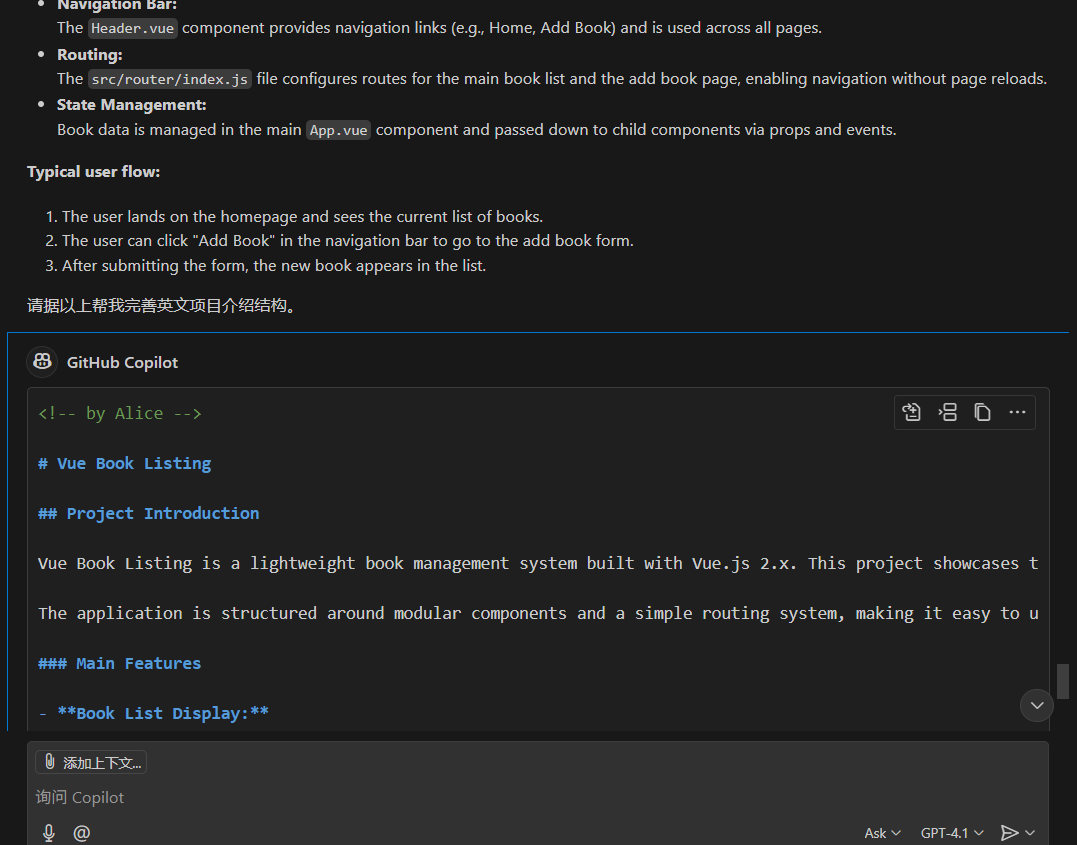 Navigation Bar:
The Header.vue component provides navigation links (e.g., Home, Add Book) and is used across all pages.
Routing:
The src/router/index.js file configures routes for the main book list and the add book page, enabling navigation without page reloads.
State Management:
Book data is managed in the main App.vue component and passed down to child components via props and events.
Typical user flow:
1. The user lands on the homepage and sees the current list of books.
2. The user can click "Add Book" in the navigation bar to go to the add book form.
3. After submitting the form, the new book appears in the list.
请据以上帮我完善英文项目介绍结构。
GitHub Copilot
<!-- by Alice -->
# Vue Book Listing
## Project Introduction
Vue Book Listing is a lightweight book management system built with Vue.js 2.x. This project showcases t
The application is structured around modular components and a simple routing system, making it easy to u
### Main Features
- **Book List Display:**
添加上下文...
询问 Copilot
@
Ask
GPT-4.1